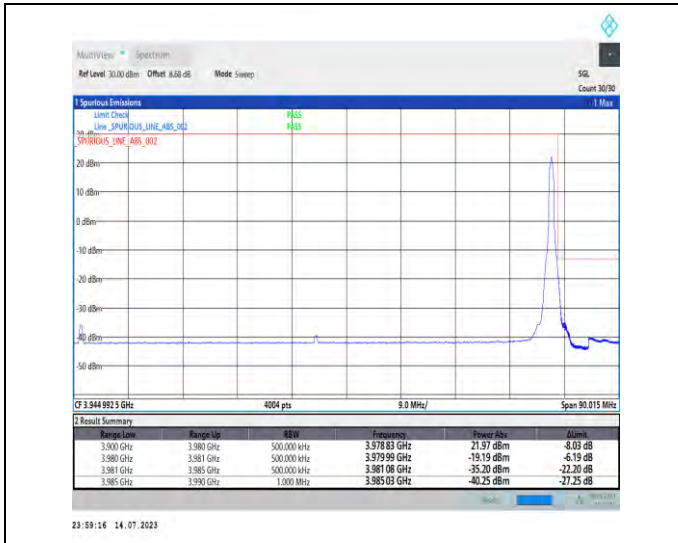 MultiView Spectrum
Ref Level 30.00 dBm Offset 8.68 dB Mode Sweep SGL
Count 30/30
1 Spurious Emissions 1 Max
Limit Check PASS
Line _SPURIOUS_LINE_ABS_002 PASS
_SPURIOUS_LINE_ABS_002
20 dBm
10 dBm
0 dBm
-10 dBm
-20 dBm
-30 dBm
-40 dBm
-50 dBm
CF 3.944 992 5 GHz 4004 pts 9.0 MHz/ Span 90.015 MHz
2 Result Summary
Range Low Range Up RBW Frequency Power Abs ΔLimit
3.900 GHz 3.980 GHz 500.000 kHz 3.978 83 GHz 21.97 dBm -8.03 dB
3.980 GHz 3.981 GHz 500.000 kHz 3.979 99 GHz -19.19 dBm -6.19 dB
3.981 GHz 3.985 GHz 500.000 kHz 3.981 08 GHz -35.20 dBm -22.20 dB
3.985 GHz 3.990 GHz 1.000 MHz 3.985 03 GHz -40.25 dBm -27.25 dB
23:59:16 14.07.2023